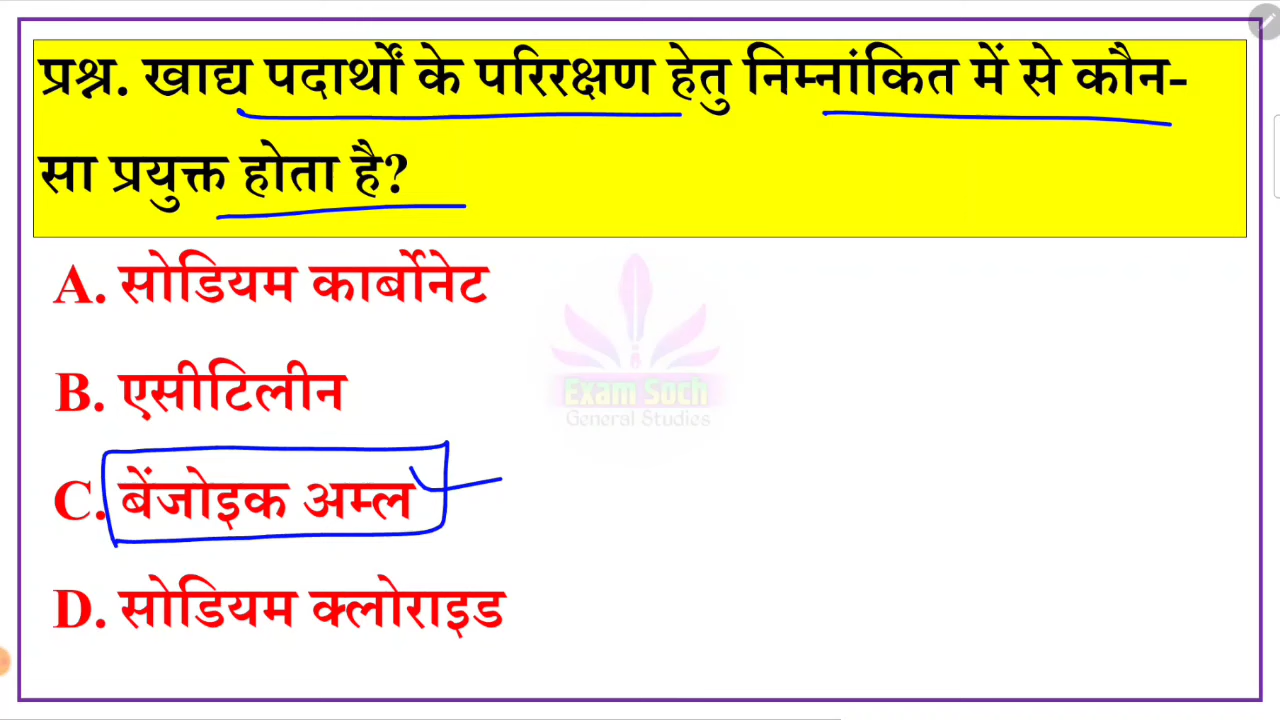 प्रश्न. खाद्य पदार्थों के परिरक्षण हेतु निम्नांकित में से कौन-
सा प्रयुक्त होता है?
A. सोडियम कार्बोनेट
B. एसीटिलीन
C. बेंजोइक अम्ल
D. सोडियम क्लोराइड
Exam Soch
General Studies